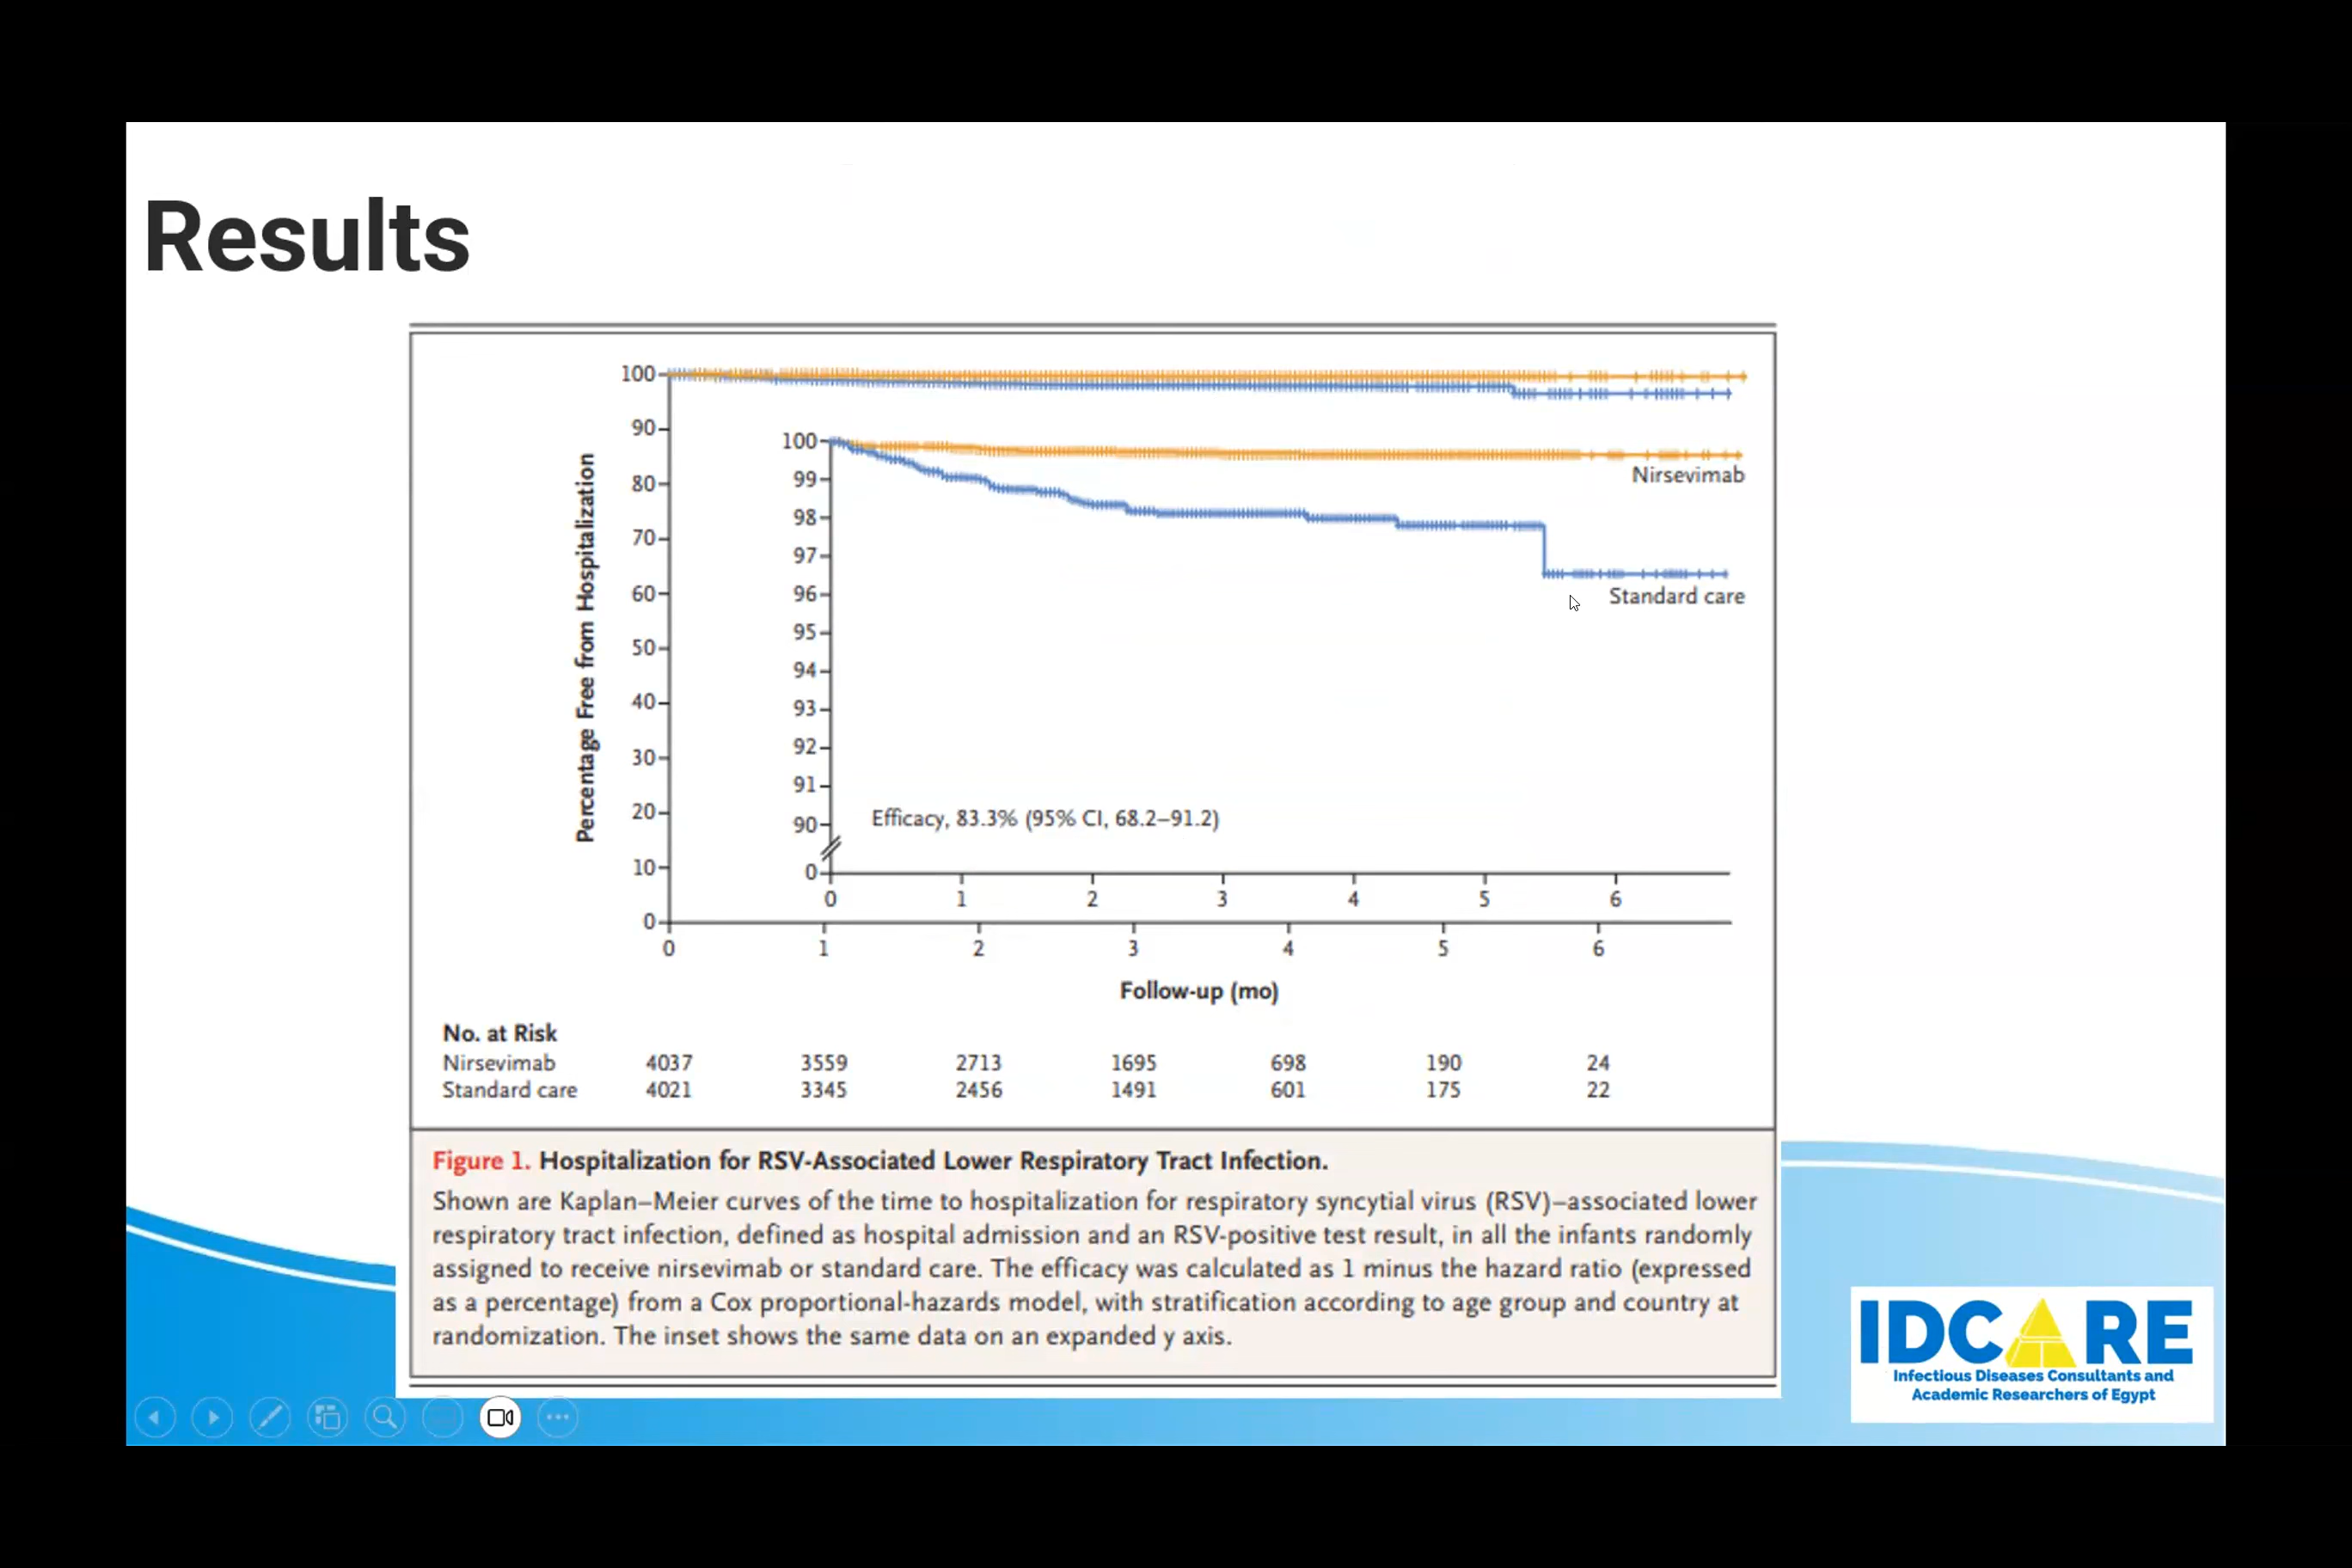 Results
100
90
80
70
60
50
40
30
20
10
0
Percentage Free from Hospitalization
100
99
98
97
96
95
94
93
92
91
90
0
Nirsevimab
Standard care
Efficacy, 83.3% (95% CI, 68.2–91.2)
0 1 2 3 4 5 6
0 1 2 3 4 5 6
Follow-up (mo)
No. at Risk
Nirsevimab 4037 3559 2713 1695 698 190 24
Standard care 4021 3345 2456 1491 601 175 22
Figure 1. Hospitalization for RSV-Associated Lower Respiratory Tract Infection.
Shown are Kaplan–Meier curves of the time to hospitalization for respiratory syncytial virus (RSV)–associated lower
respiratory tract infection, defined as hospital admission and an RSV-positive test result, in all the infants randomly
assigned to receive nirsevimab or standard care. The efficacy was calculated as 1 minus the hazard ratio (expressed
as a percentage) from a Cox proportional-hazards model, with stratification according to age group and country at
randomization. The inset shows the same data on an expanded y axis.
IDCARE
Infectious Diseases Consultants and
Academic Researchers of Egypt